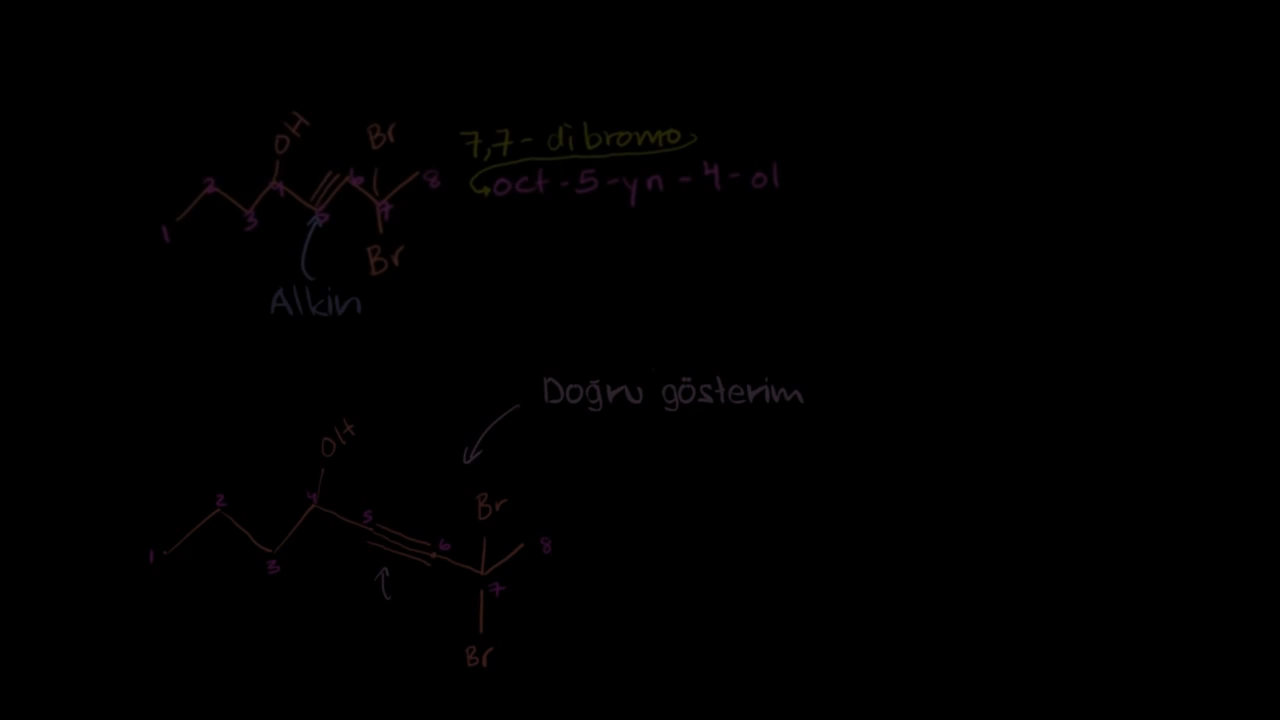 OH
Br
7,7- dibromo
1 2 3 4 5 6 7 8
oct-5-yn-4-ol
Br
Alkin
Doğru gösterim
OH
Br
1 2 3 4 5 6 7 8
Br